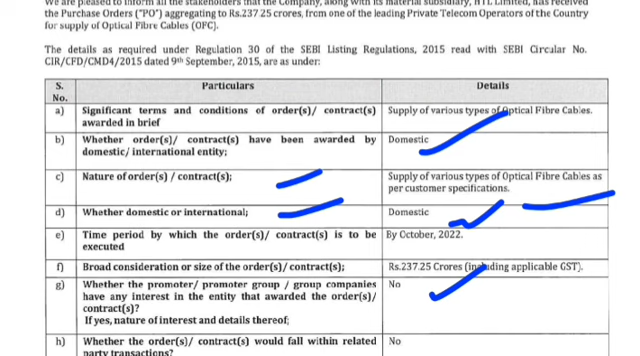 We are pleased to inform all the stakeholders that the Company, along with its material subsidiary, HTL Limited, has received
the Purchase Orders ("PO") aggregating to Rs.237.25 crores, from one of the leading Private Telecom Operators of the Country
for supply of Optical Fibre Cables (OFC).
The details as required under Regulation 30 of the SEBI Listing Regulations, 2015 read with SEBI Circular No.
CIR/CFD/CMD4/2015 dated 9th September, 2015, are as under:
S. No. Particulars Details
a) Significant terms and conditions of order(s)/ contract(s) Supply of various types of Optical Fibre Cables.
awarded in brief
b) Whether order(s)/ contract(s) have been awarded by Domestic
domestic/ international entity;
c) Nature of order(s) / contract(s); Supply of various types of Optical Fibre Cables as
per customer specifications.
d) Whether domestic or international; Domestic
e) Time period by which the order(s)/ contract(s) is to be By October, 2022.
executed
f) Broad consideration or size of the order(s)/ contract(s); Rs.237.25 Crores (including applicable GST).
g) Whether the promoter/ promoter group / group companies No
have any interest in the entity that awarded the order(s)/
contract(s)?
If yes, nature of interest and details thereof;
h) Whether the order(s)/ contract(s) would fall within related No
party transactions?